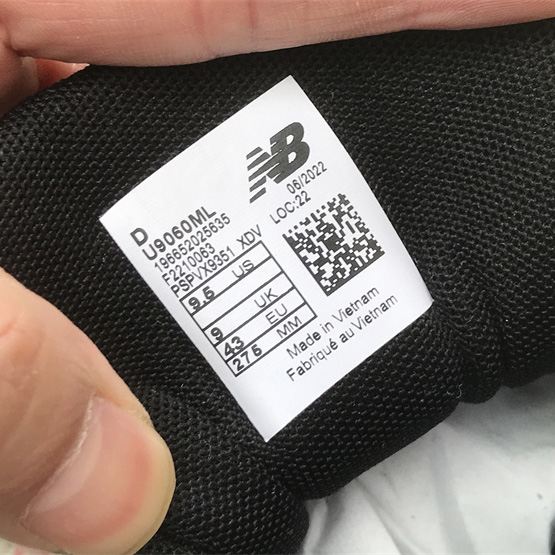 NB
06/2022
LOC:22
D
U9060ML
196652025635
F2210063
PSPVX9351 XDV
9.5 US
9 UK
43 EU
275 MM
Made in Vietnam
Fabriqué au Vietnam